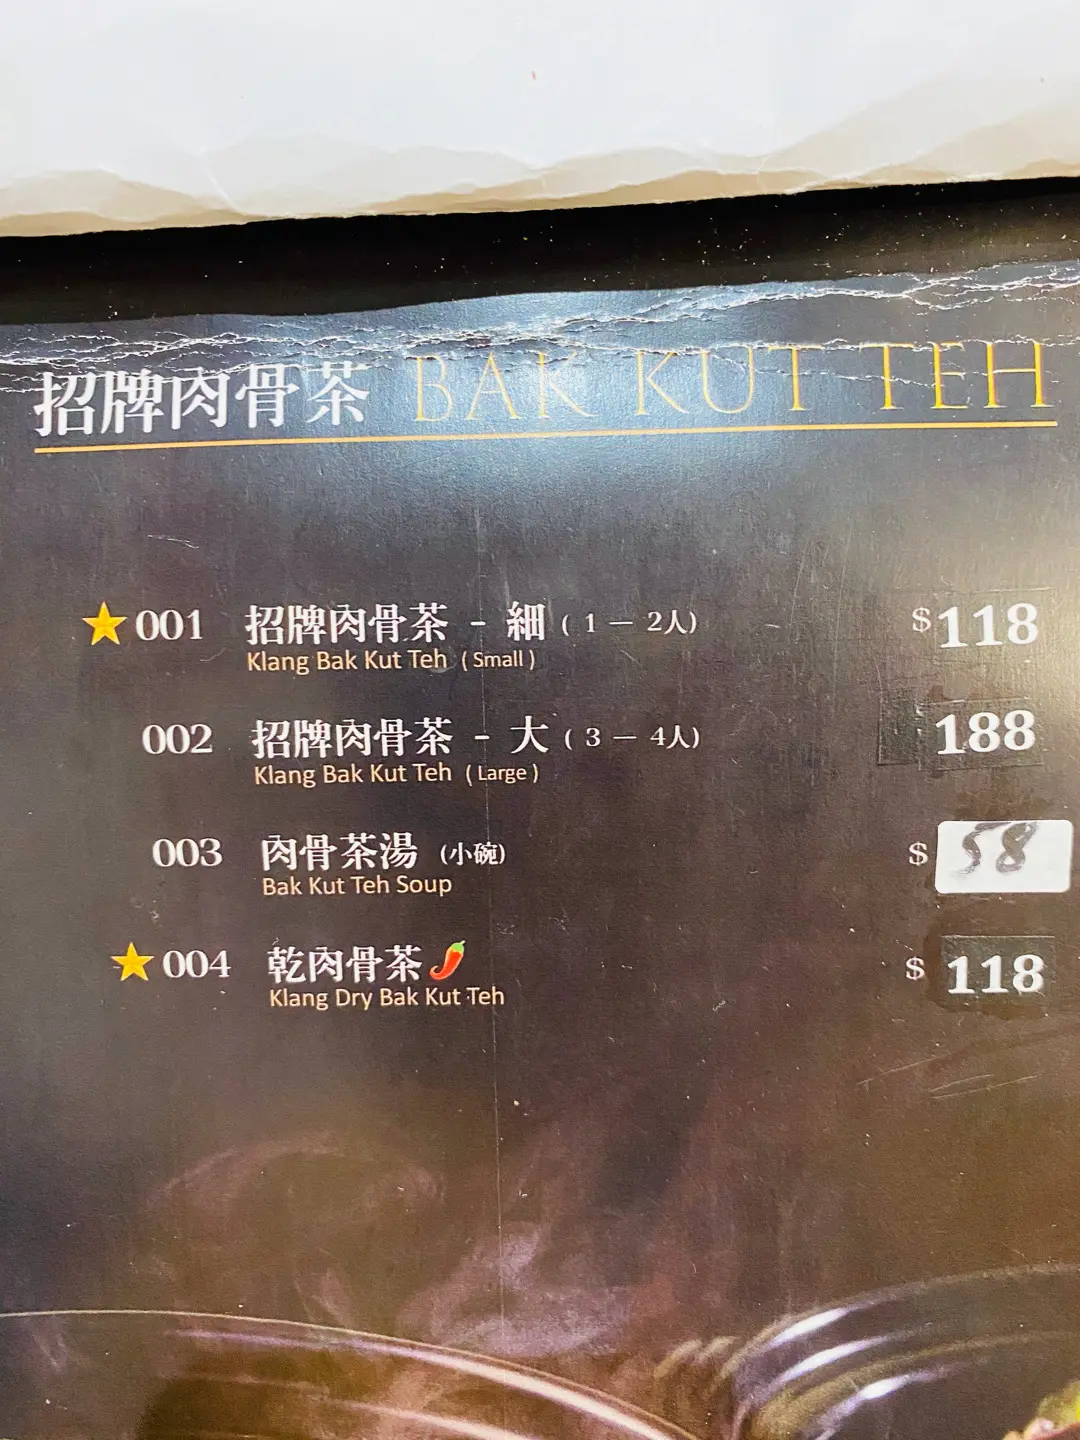 招牌肉骨茶 BAK KUT TEH
001 招牌肉骨茶 - 細 ( 1 — 2人) $118
Klang Bak Kut Teh ( Small )
002 招牌肉骨茶 - 大 ( 3 — 4人) 188
Klang Bak Kut Teh ( Large )
003 肉骨茶湯 (小碗) $ 58
Bak Kut Teh Soup
004 乾肉骨茶 $ 118
Klang Dry Bak Kut Teh